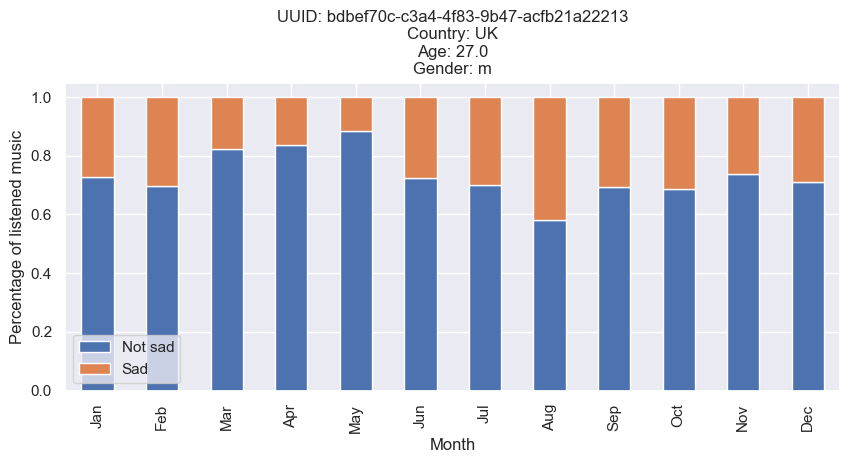 UUID: bdbef70c-c3a4-4f83-9b47-acfb21a22213
Country: UK
Age: 27.0
Gender: m
Percentage of listened music
1.0
0.8
0.6
0.4
0.2
0.0
Not sad
Sad
Jan
Feb
Mar
Apr
May
Jun
Jul
Aug
Sep
Oct
Nov
Dec
Month